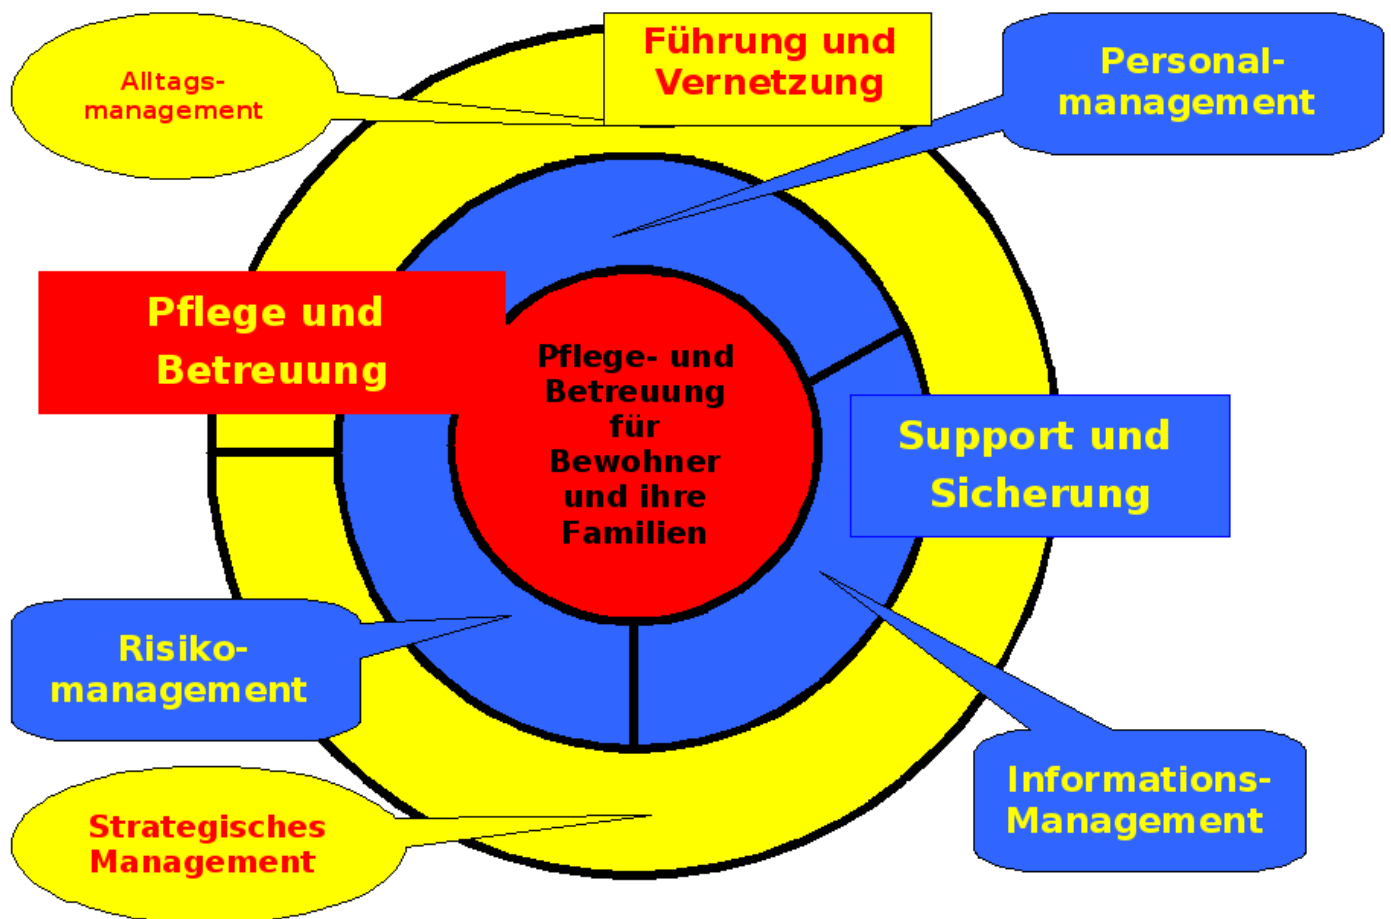 Alltags-
management
Führung und
Vernetzung
Personal-
management
Pflege und
Betreuung
Pflege- und
Betreuung
für
Bewohner
und ihre
Familien
Support und
Sicherung
Risiko-
management
Informations-
Management
Strategisches
Management